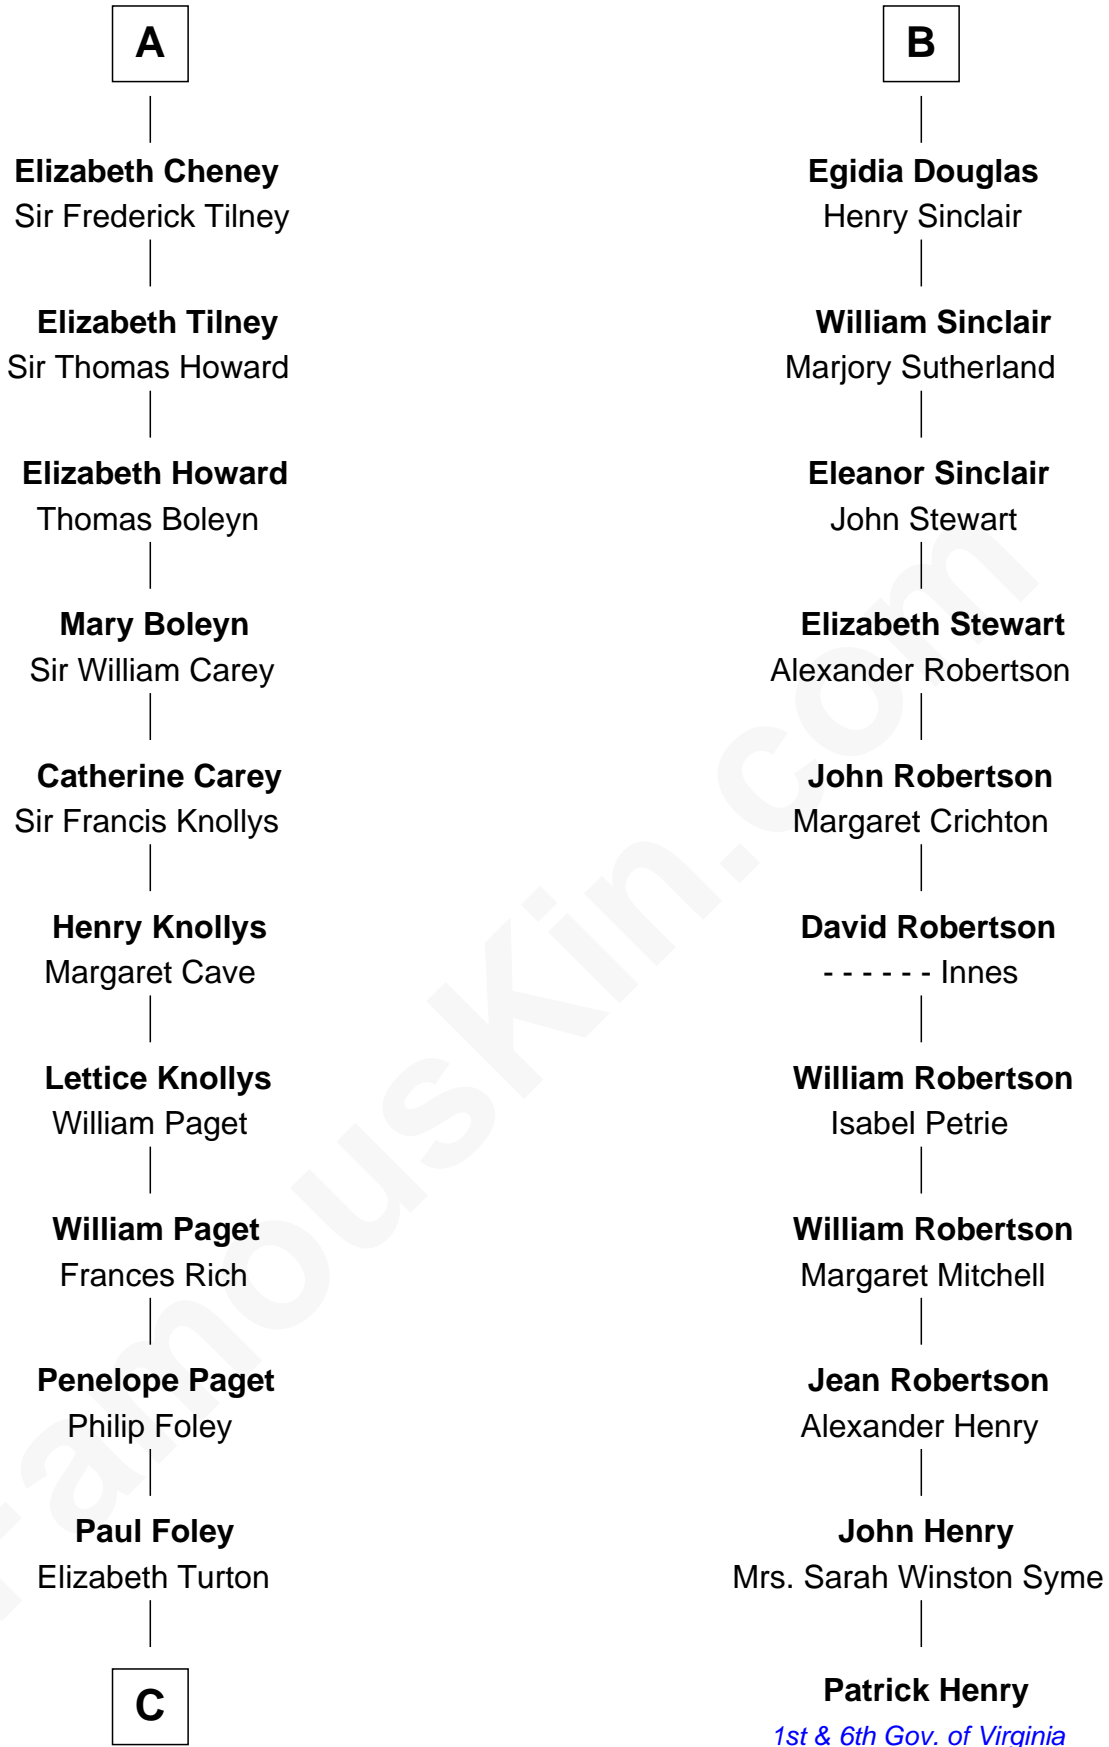 A
Elizabeth Cheney
Sir Frederick Tilney
Elizabeth Tilney
Sir Thomas Howard
Elizabeth Howard
Thomas Boleyn
Mary Boleyn
Sir William Carey
Catherine Carey
Sir Francis Knollys
Henry Knollys
Margaret Cave
Lettice Knollys
William Paget
William Paget
Frances Rich
Penelope Paget
Philip Foley
Paul Foley
Elizabeth Turton
C
B
Egidia Douglas
Henry Sinclair
William Sinclair
Marjory Sutherland
Eleanor Sinclair
John Stewart
Elizabeth Stewart
Alexander Robertson
John Robertson
Margaret Crichton
David Robertson
- - - - - - Innes
William Robertson
Isabel Petrie
William Robertson
Margaret Mitchell
Jean Robertson
Alexander Henry
John Henry
Mrs. Sarah Winston Syme
Patrick Henry
1st & 6th Gov. of Virginia
FamousKin.com